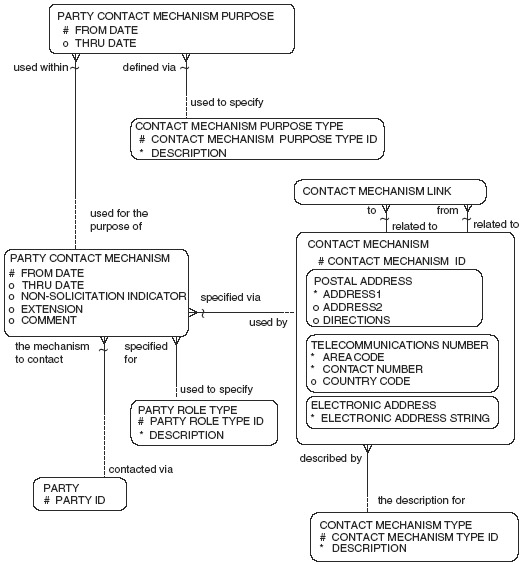 PARTY CONTACT MECHANISM PURPOSE
# FROM DATE
o THRU DATE
used within
defined via
used to specify
CONTACT MECHANISM PURPOSE TYPE
# CONTACT MECHANISM PURPOSE TYPE ID
* DESCRIPTION
CONTACT MECHANISM LINK
to
from
related to
related to
used for the
purpose of
PARTY CONTACT MECHANISM
# FROM DATE
o THRU DATE
o NON-SOLICITATION INDICATOR
o EXTENSION
o COMMENT
specified via
used by
CONTACT MECHANISM
# CONTACT MECHANISM ID
POSTAL ADDRESS
* ADDRESS1
o ADDRESS2
o DIRECTIONS
TELECOMMUNICATIONS NUMBER
* AREA CODE
* CONTACT NUMBER
o COUNTRY CODE
ELECTRONIC ADDRESS
* ELECTRONIC ADDRESS STRING
the mechanism
to contact
specified
for
used to specify
PARTY ROLE TYPE
# PARTY ROLE TYPE ID
* DESCRIPTION
contacted via
PARTY
# PARTY ID
described by
the description for
CONTACT MECHANISM TYPE
# CONTACT MECHANISM TYPE ID
* DESCRIPTION